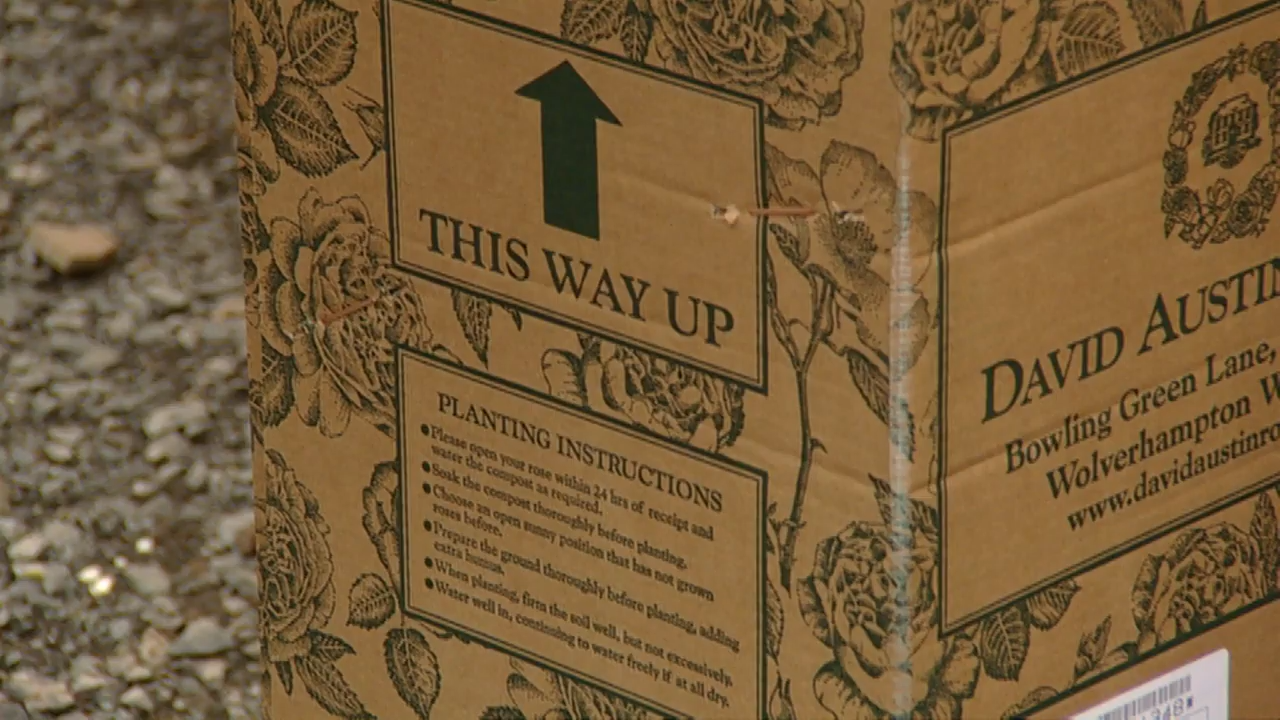 THIS WAY UP
PLANTING INSTRUCTIONS
●Please open your rose within 24 hrs of receipt and
water the compost as required.
●Soak the compost thoroughly before planting.
●Choose an open sunny position that has not grown
roses before.
●Prepare the ground thoroughly before planting, adding
extra humus.
●When planting, firm the soil well, but not excessively.
●Water well in, continuing to water freely if at all dry.
DAVID AUSTIN
Bowling Green Lane,
Wolverhampton W
www.davidaustinro